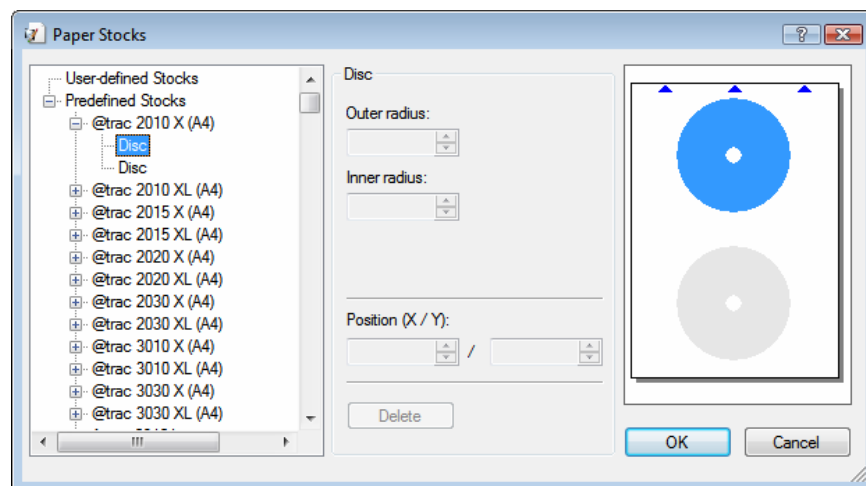 Paper Stocks
User-defined Stocks
Predefined Stocks
@trac 2010 X (A4)
Disc
Disc
@trac 2010 XL (A4)
@trac 2015 X (A4)
@trac 2015 XL (A4)
@trac 2020 X (A4)
@trac 2020 XL (A4)
@trac 2030 X (A4)
@trac 2030 XL (A4)
@trac 3010 X (A4)
@trac 3010 XL (A4)
@trac 3030 X (A4)
@trac 3030 XL (A4)
Disc
Outer radius:
Inner radius:
Position (X / Y):
/
Delete
OK
Cancel